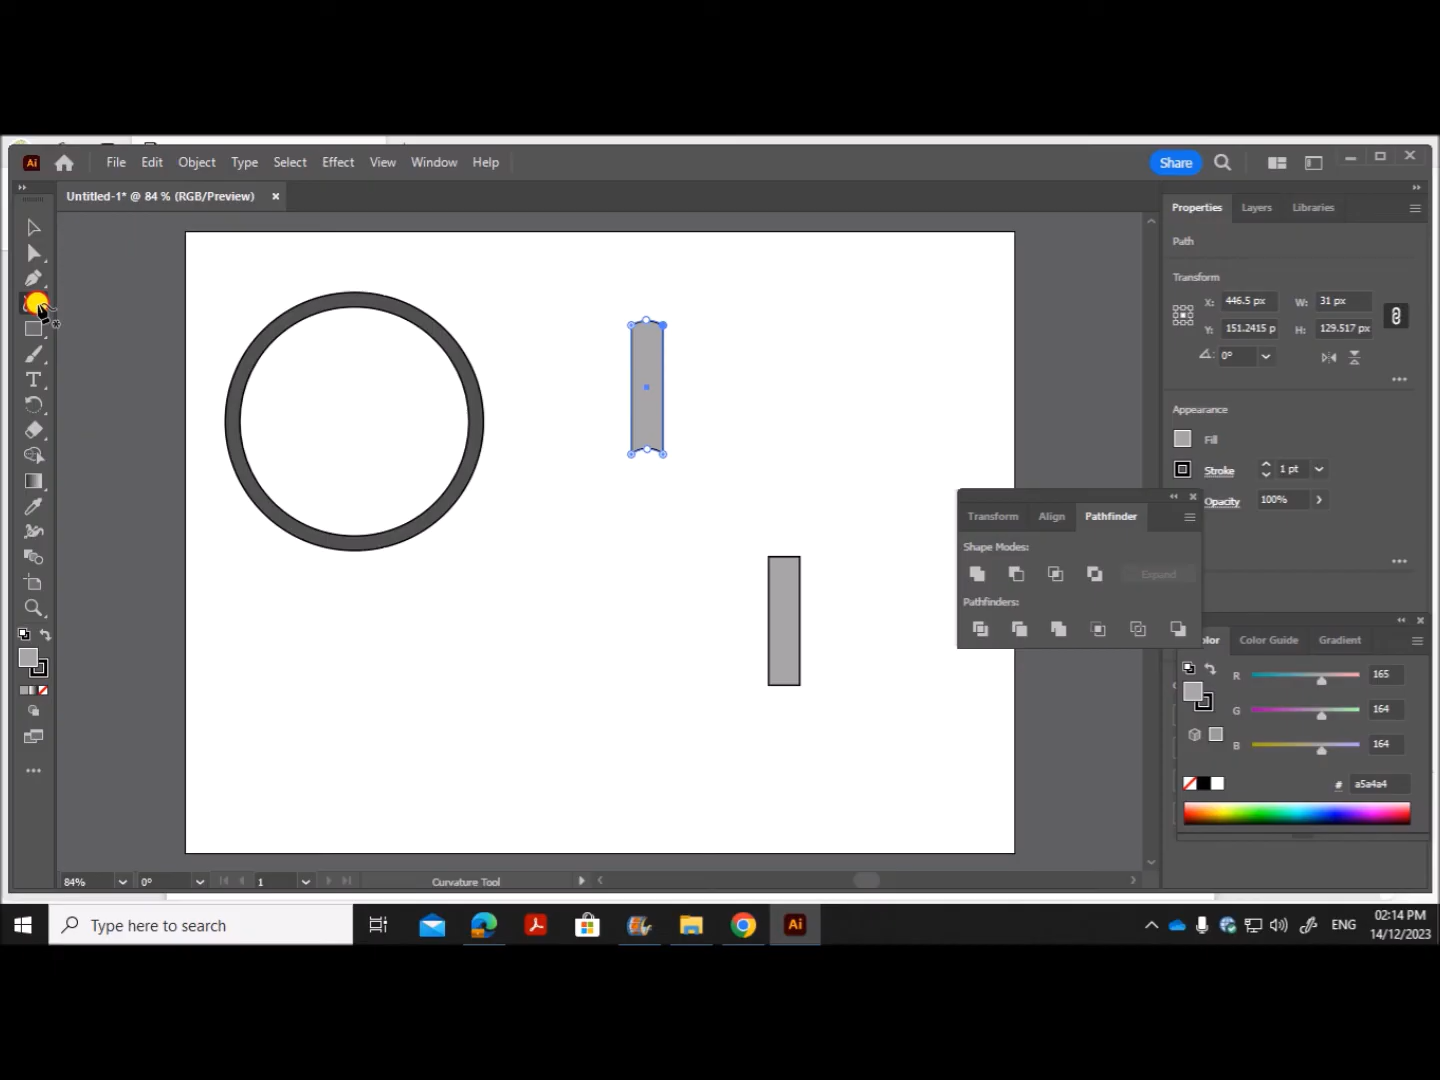 Ai File Edit Object Type Select Effect View Window Help Share
Untitled-1* @ 84 % (RGB/Preview) ×
Properties Layers Libraries
Path
Transform
X: 446.5 px W: 31 px
Y: 151.2415 p H: 129.517 px
0°
Appearance
Fill
Stroke 1 pt
Opacity 100%
Transform Align Pathfinder
Shape Modes:
Expand
Pathfinders:
olor Color Guide Gradient
R 165
G 164
B 164
# a5a4a4
T
84% 0° 1 Curvature Tool
Type here to search
Ai
ENG
02:14 PM
14/12/2023